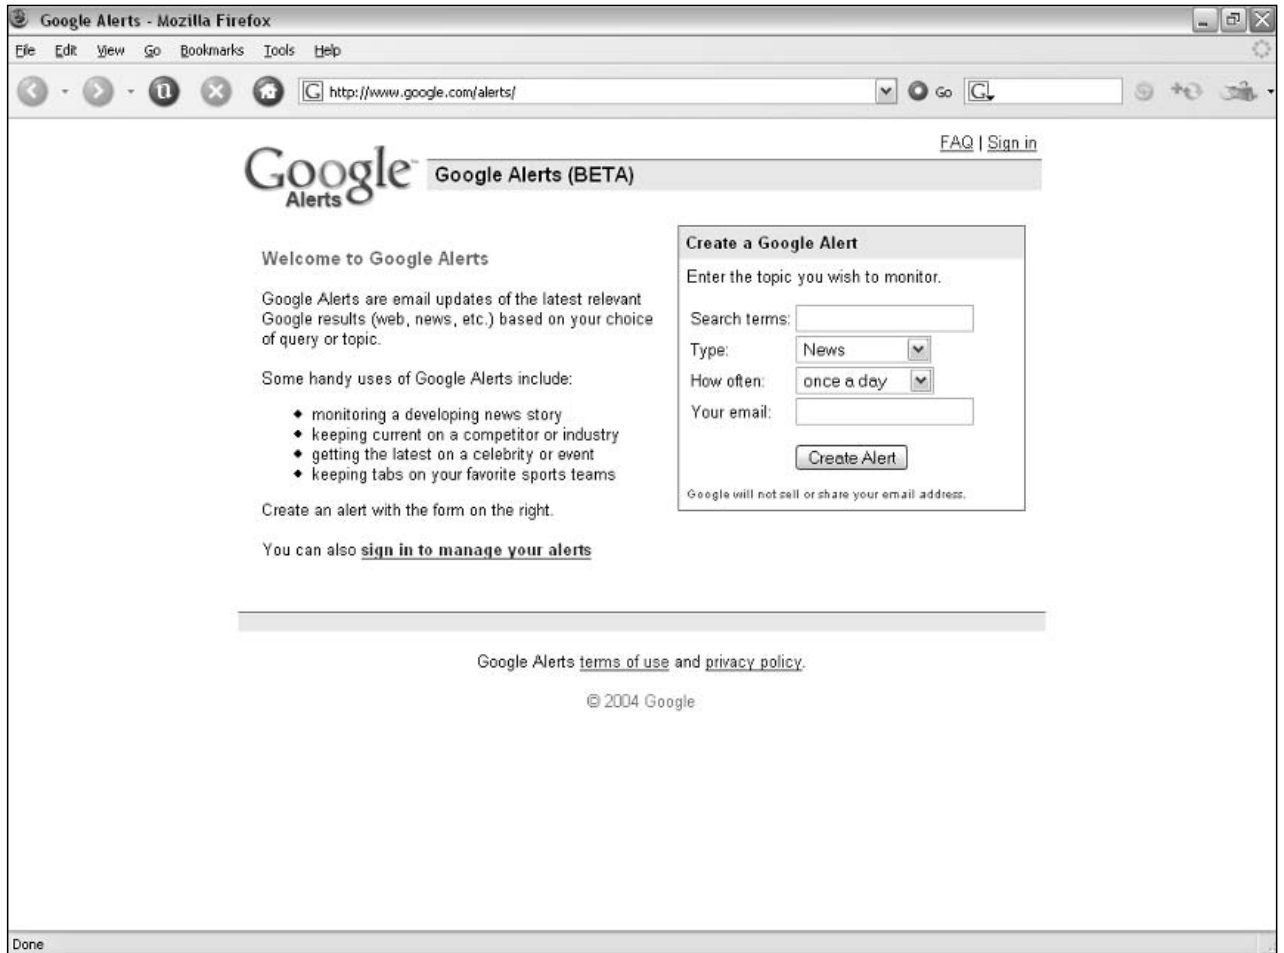 Google Alerts - Mozilla Firefox
File Edit View Go Bookmarks Tools Help
G http://www.google.com/alerts/ Go G
FAQ | Sign in
Google™
Alerts
Google Alerts (BETA)
Welcome to Google Alerts
Google Alerts are email updates of the latest relevant
Google results (web, news, etc.) based on your choice
of query or topic.
Some handy uses of Google Alerts include:
monitoring a developing news story
keeping current on a competitor or industry
getting the latest on a celebrity or event
keeping tabs on your favorite sports teams
Create an alert with the form on the right.
You can also sign in to manage your alerts
Create a Google Alert
Enter the topic you wish to monitor.
Search terms:
Type: News
How often: once a day
Your email:
Create Alert
Google will not sell or share your email address.
Google Alerts terms of use and privacy policy.
© 2004 Google
Done